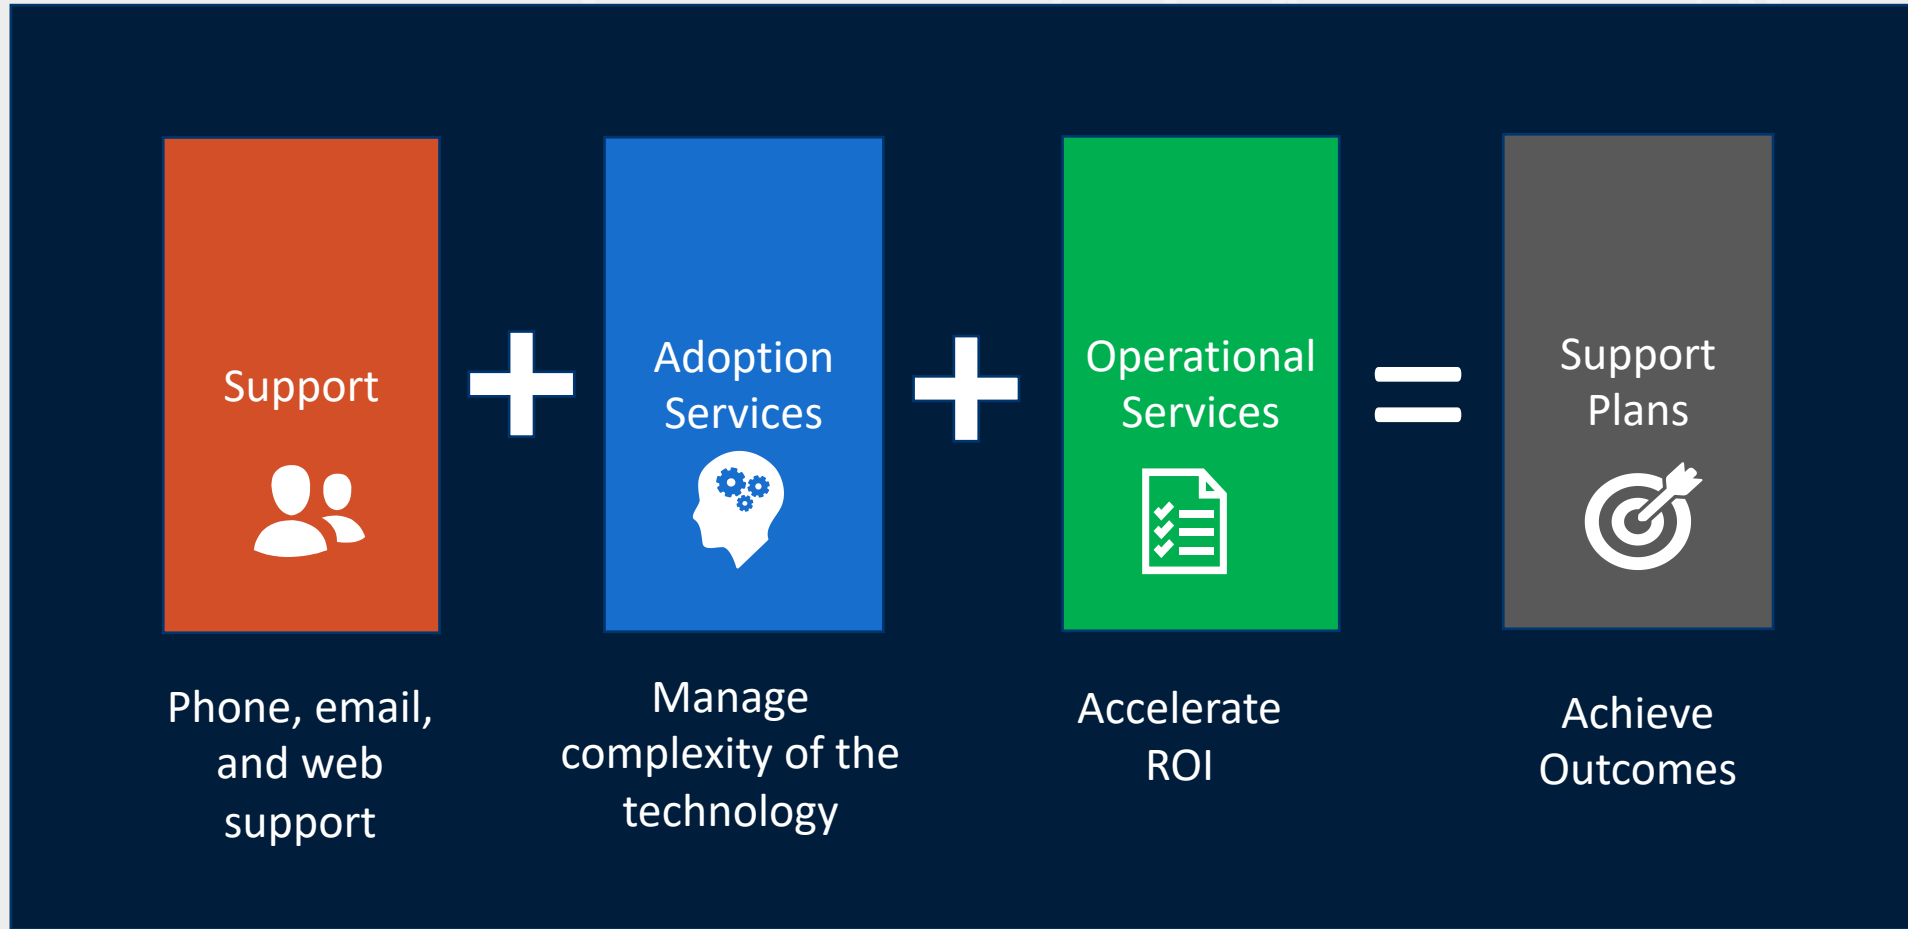 Support
Adoption
Services
Operational
Services
Support
Plans
Phone, email,
and web
support
Manage
complexity of the
technology
Accelerate
ROI
Achieve
Outcomes